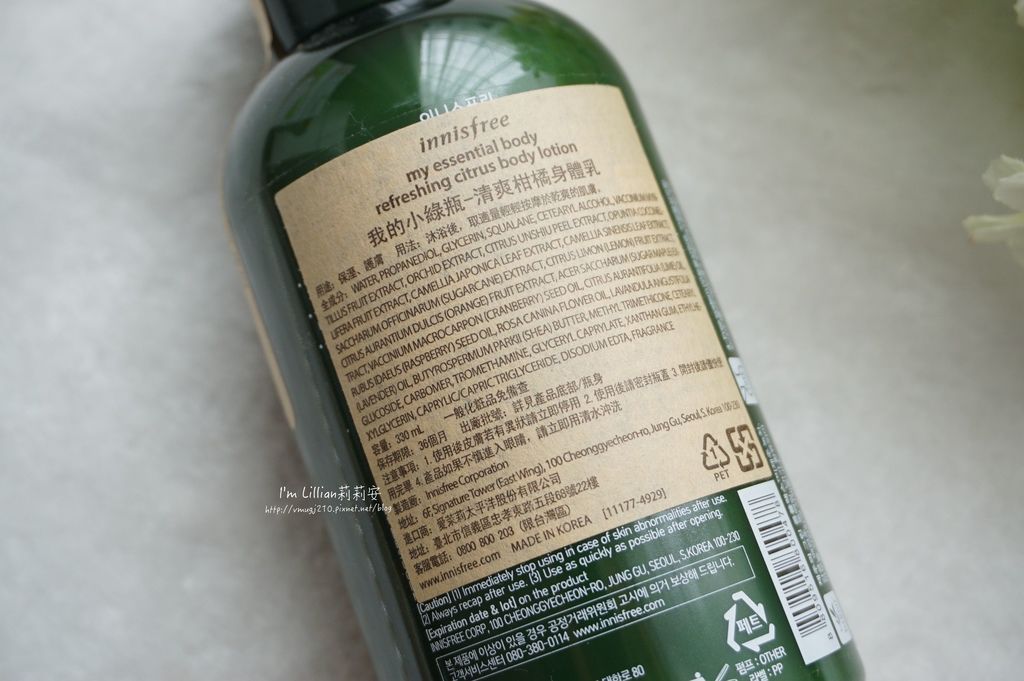 이니스프리
innisfree
my essential body
refreshing citrus body lotion
我的小綠瓶-清爽柑橘身體乳
用途：保溼、護膚 用法：沐浴後，取適量輕輕按摩於乾爽的肌膚。
全成分：WATER, PROPANEDIOL, GLYCERIN, SQUALANE, CETEARYL ALCOHOL, VACCINIUM
TILLUS FRUIT EXTRACT, ORCHID EXTRACT, CITRUS UNSHIU PEEL EXTRACT, OPUNTIA COCCINEL
LIFERA FRUIT EXTRACT, CAMELLIA JAPONICA LEAF EXTRACT, CAMELLIA SINENSIS LEAF EXTRACT,
SACCHARUM OFFICINARUM (SUGARCANE) EXTRACT, CITRUS LIMON (LEMON) FRUIT EXTRACT,
CITRUS AURANTIUM DULCIS (ORANGE) FRUIT EXTRACT, ACER SACCHARUM (SUGAR MAPLE) EX
TRACT, VACCINIUM MACROCARPON (CRANBERRY) SEED OIL, CITRUS AURANTIFOLIA (LIME) OIL,
RUBUS IDAEUS (RASPBERRY) SEED OIL, ROSA CANINA FLOWER OIL, LAVANDULA ANGUSTIFOLIA
(LAVENDER) OIL, BUTYROSPERMUM PARKII (SHEA) BUTTER, METHYL TRIMETHICONE, CETEARYL
GLUCOSIDE, CARBOMER, TROMETHAMINE, GLYCERYL CAPRYLATE, XANTHAN GUM, ETHYLHE
XYLGLYCERIN, CAPRYLIC/CAPRIC TRIGLYCERIDE, DISODIUM EDTA, FRAGRANCE
容量：330 mL 一般化粧品免備查
保存期限：36個月 出廠批號：詳見產品底部/瓶身
注意事項：1. 使用後皮膚若有異狀請立即停用 2. 使用後請密封瓶蓋 3. 開封後請儘快使
用完畢 4. 產品如果不慎進入眼睛，請立即用清水沖洗
製造商：Innisfree Corporation
地址：6F, Signature Tower (East Wing), 100 Cheonggyecheon-ro, Jung Gu, Seoul, S. Korea 100-230
進口商：愛茉莉太平洋股份有限公司
地址：臺北市信義區忠孝東路五段68號22樓
客服電話：0800 800 203 (限台灣區)
www.innisfree.com MADE IN KOREA [11177-4929]
PET
[Caution] (1) Immediately stop using in case of skin abnormalities after use.
(2) Always recap after use. (3) Use as quickly as possible after opening.
[Expiration date & lot] on the product
INNISFREE CORP, 100 CHEONGGYECHEON-RO, JUNG GU, SEOUL, S.KOREA 100-230
본 제품에 이상이 있을 경우 공정거래위원회 고시에 의거 보상해 드립니다.
고객서비스센터 080-380-0114 www.innisfree.com
페트
펌프 : OTHER
라벨 : PP
80
I'm Lillian莉莉安
http://vmugj210.pixnet.net/blog